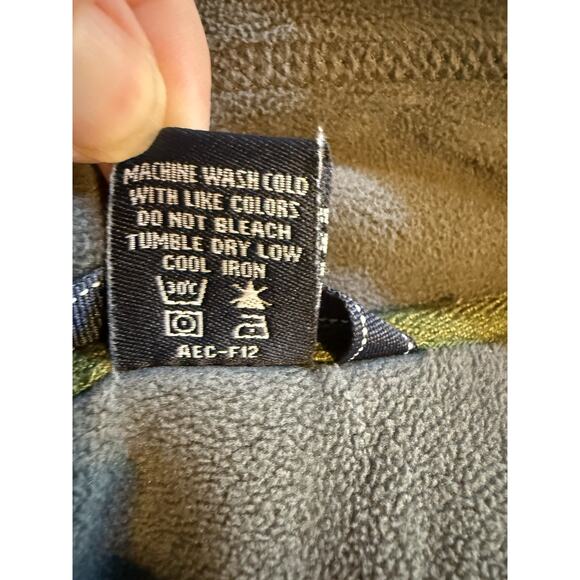 MACHINE WASH COLD
WITH LIKE COLORS
DO NOT BLEACH
TUMBLE DRY LOW
COOL IRON
30°C
AEC-F12